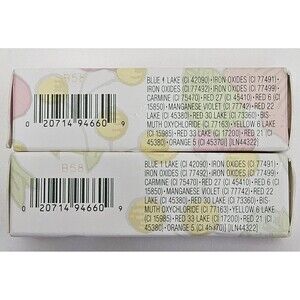 B58
0 20714 94660 9
BLUE 1 LAKE (CI 42090) • IRON OXIDES (CI 77491)
• IRON OXIDES (CI 77492) • IRON OXIDES (CI 77499)
CARMINE (CI 75470) • RED 27 (CI 45410) • RED 6 (CI
15850) • MANGANESE VIOLET (CI 77742) • RED 22
LAKE (CI 45380) • RED 30 LAKE (CI 73360) • BIS-
MUTH OXYCHLORIDE (CI 77163) • YELLOW 6 LAKE
(CI 15985) • RED 33 LAKE (CI 17200) • RED 21 (CI
45380) • ORANGE 5 (CI 45370)] [ILN44322]
B58
0 20714 94660 9
BLUE 1 LAKE (CI 42090) • IRON OXIDES (CI 77491)
• IRON OXIDES (CI 77492) • IRON OXIDES (CI 77499)
CARMINE (CI 75470) • RED 27 (CI 45410) • RED 6 (CI
15850) • MANGANESE VIOLET (CI 77742) • RED 22
LAKE (CI 45380) • RED 30 LAKE (CI 73360) • BIS-
MUTH OXYCHLORIDE (CI 77163) • YELLOW 6 LAKE
(CI 15985) • RED 33 LAKE (CI 17200) • RED 21 (CI
45380) • ORANGE 5 (CI 45370)] [ILN44322]